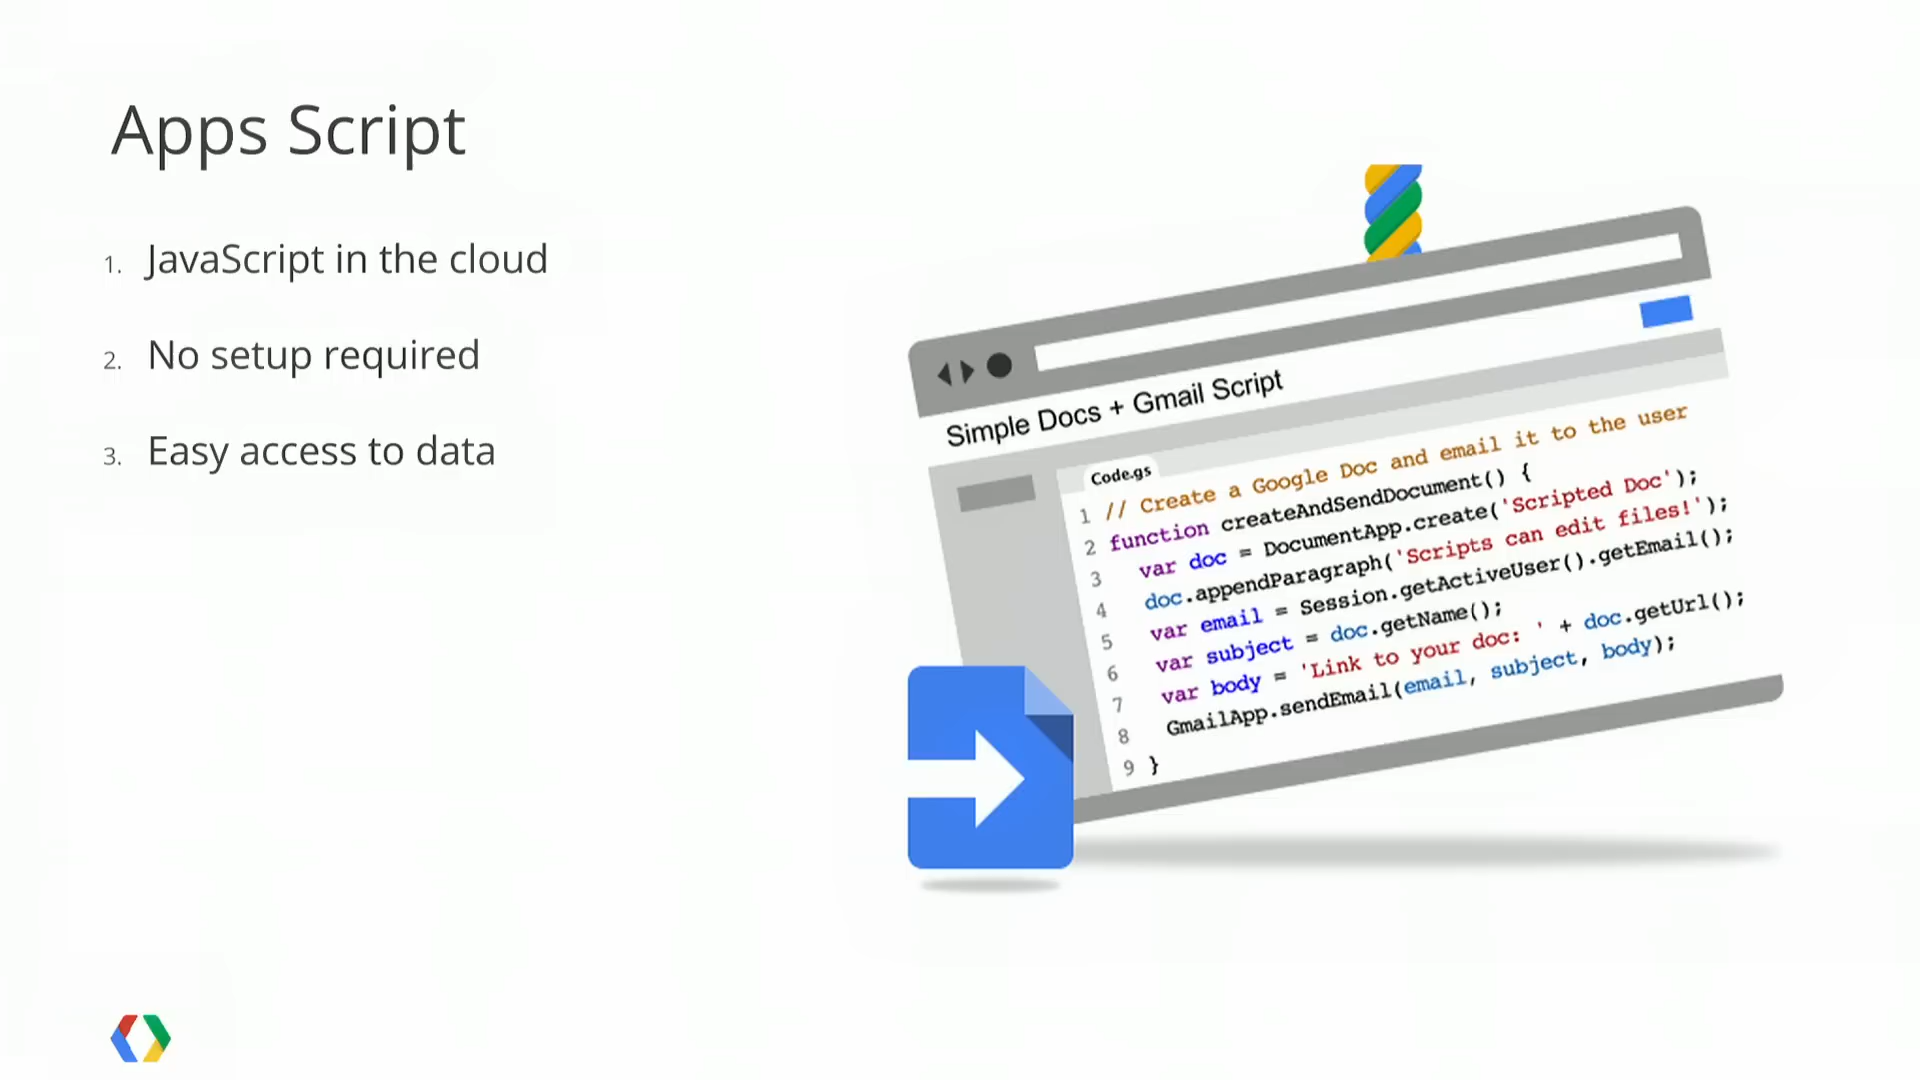 Apps Script
1. JavaScript in the cloud
2. No setup required
3. Easy access to data
Simple Docs + Gmail Script
Code.gs
1 // Create a Google Doc and email it to the user
2 function createAndSendDocument() {
3 var doc = DocumentApp.create('Scripted Doc');
4 doc.appendParagraph('Scripts can edit files!');
5 var email = Session.getActiveUser().getEmail();
6 var subject = doc.getName();
7 var body = 'Link to your doc: ' + doc.getUrl();
8 GmailApp.sendEmail(email, subject, body);
9 }